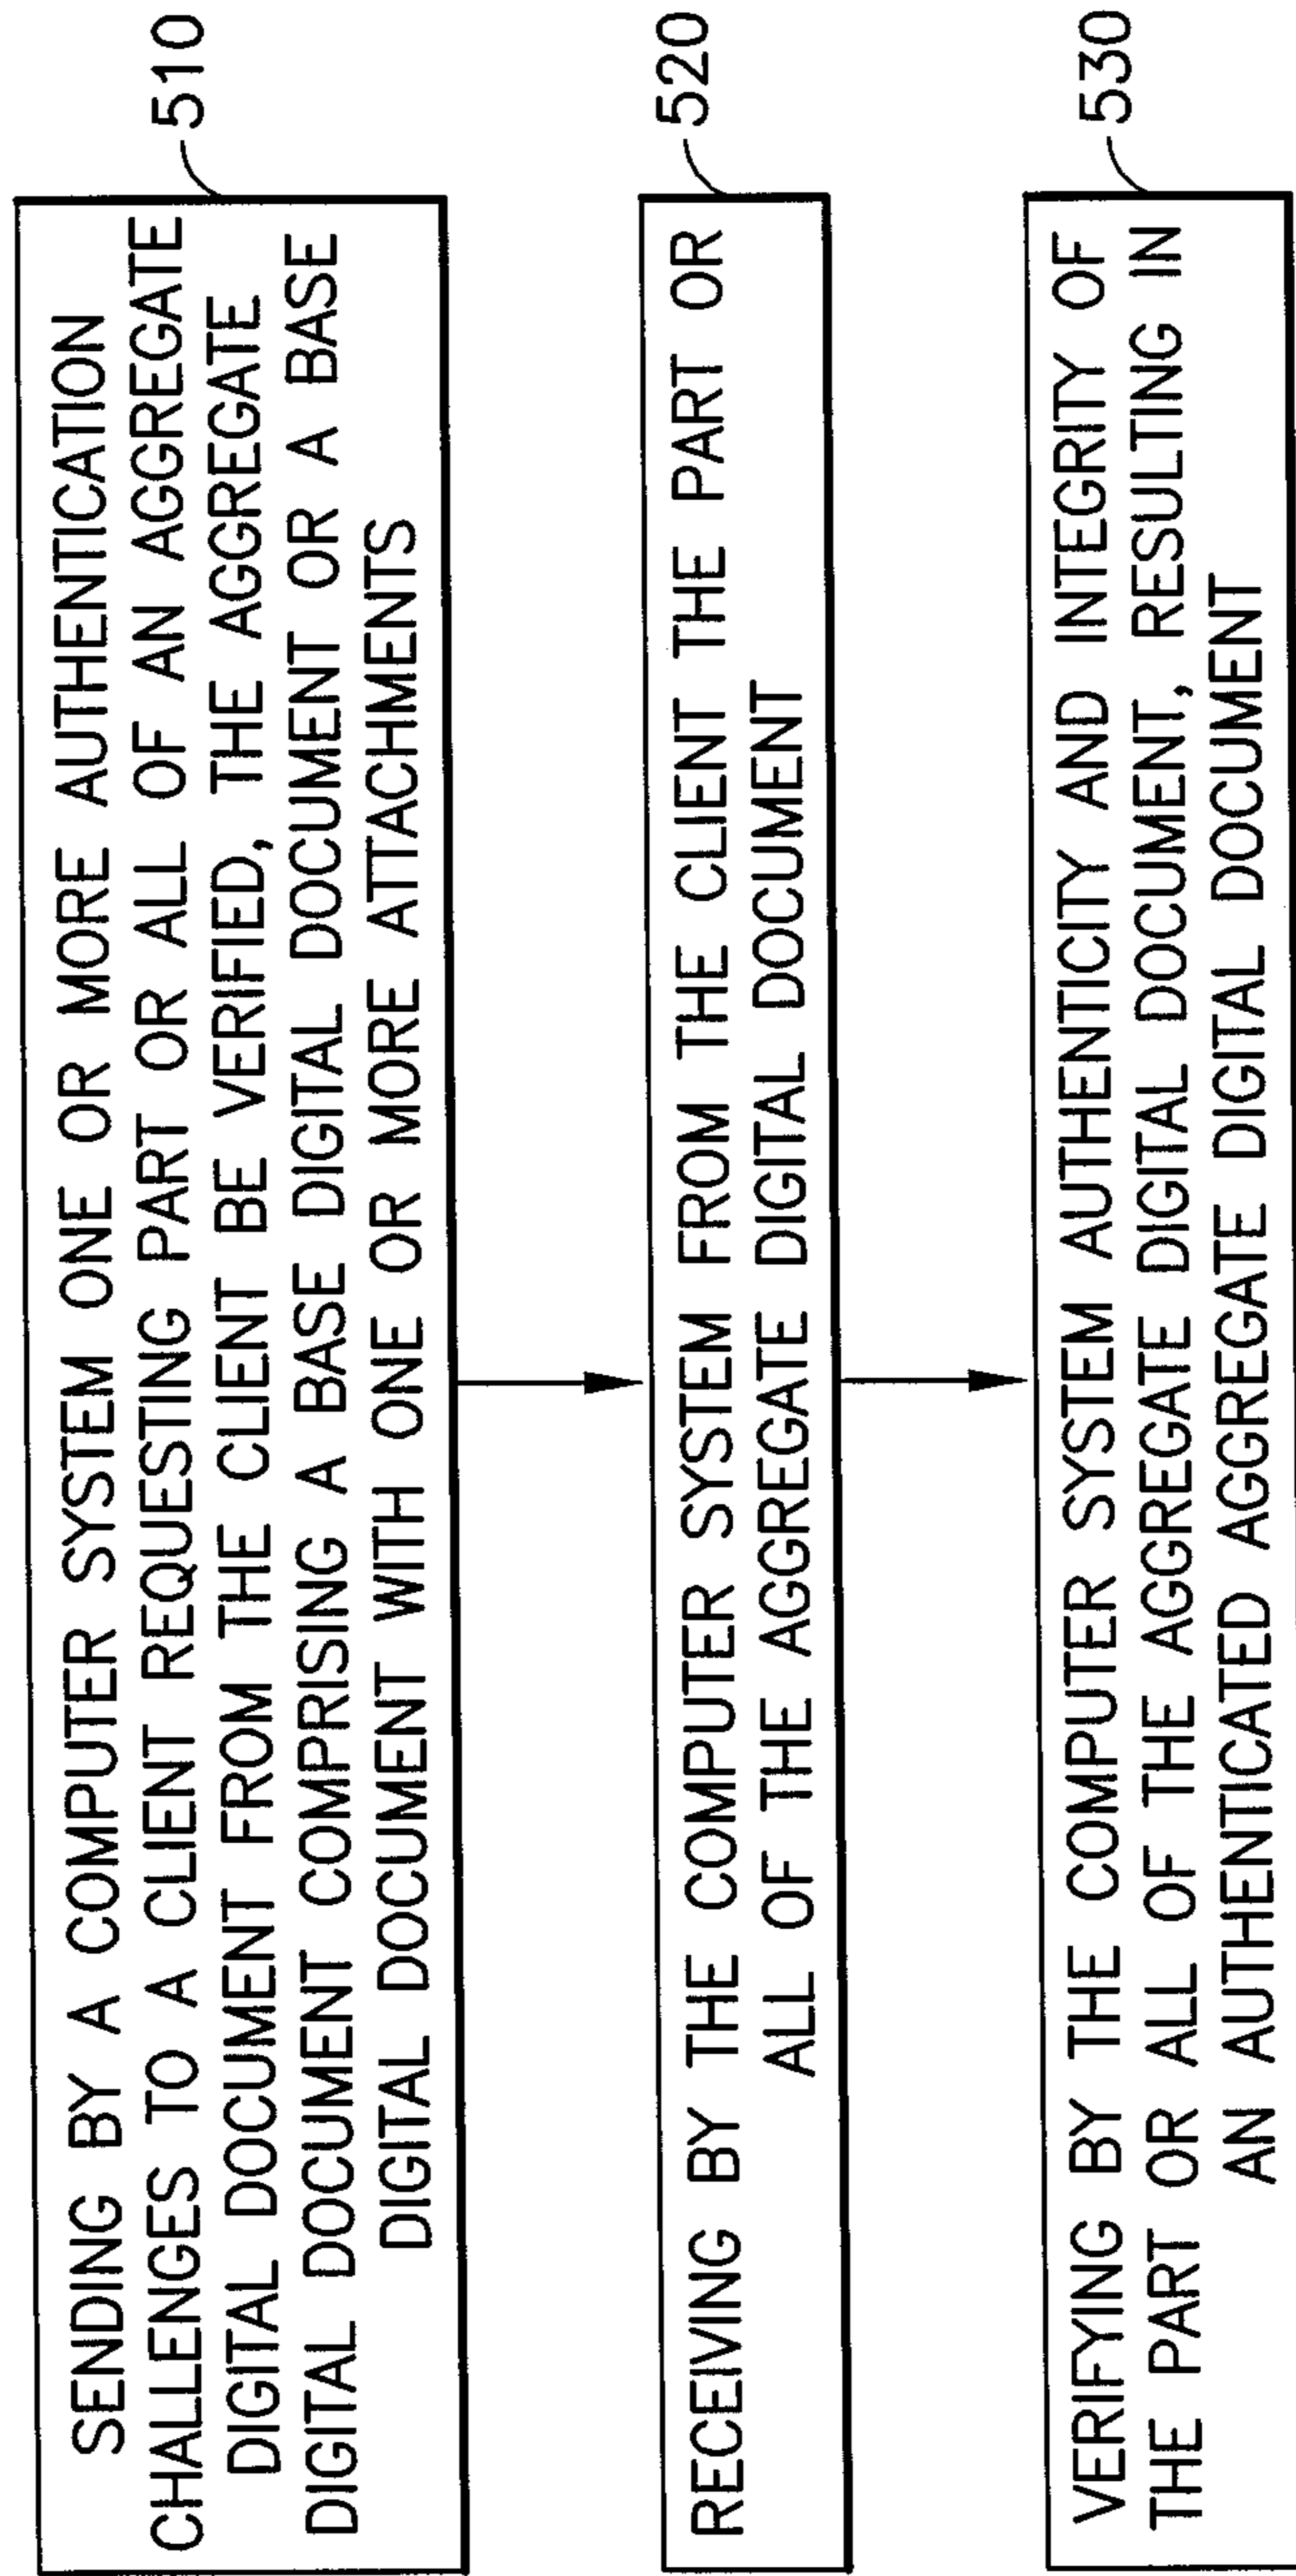 SENDING BY A COMPUTER SYSTEM ONE OR MORE AUTHENTICATION
CHALLENGES TO A CLIENT REQUESTING PART OR ALL OF AN AGGREGATE
DIGITAL DOCUMENT FROM THE CLIENT BE VERIFIED, THE AGGREGATE
DIGITAL DOCUMENT COMPRISING A BASE DIGITAL DOCUMENT OR A BASE
DIGITAL DOCUMENT WITH ONE OR MORE ATTACHMENTS
510
RECEIVING BY THE COMPUTER SYSTEM FROM THE CLIENT THE PART OR
ALL OF THE AGGREGATE DIGITAL DOCUMENT
520
VERIFYING BY THE COMPUTER SYSTEM AUTHENTICITY AND INTEGRITY OF
THE PART OR ALL OF THE AGGREGATE DIGITAL DOCUMENT, RESULTING IN
AN AUTHENTICATED AGGREGATE DIGITAL DOCUMENT
530